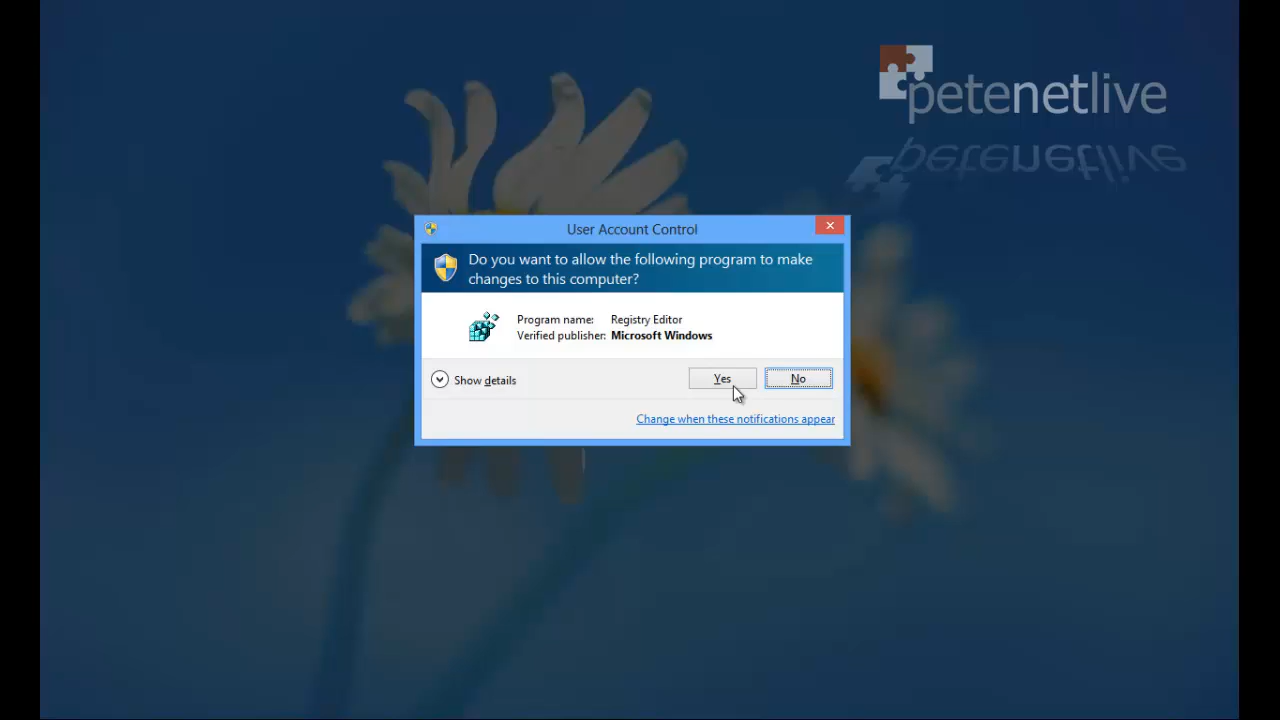 petenetlive
petenetlive
User Account Control
Do you want to allow the following program to make
changes to this computer?
Program name: Registry Editor
Verified publisher: Microsoft Windows
Show details
Yes
No
Change when these notifications appear